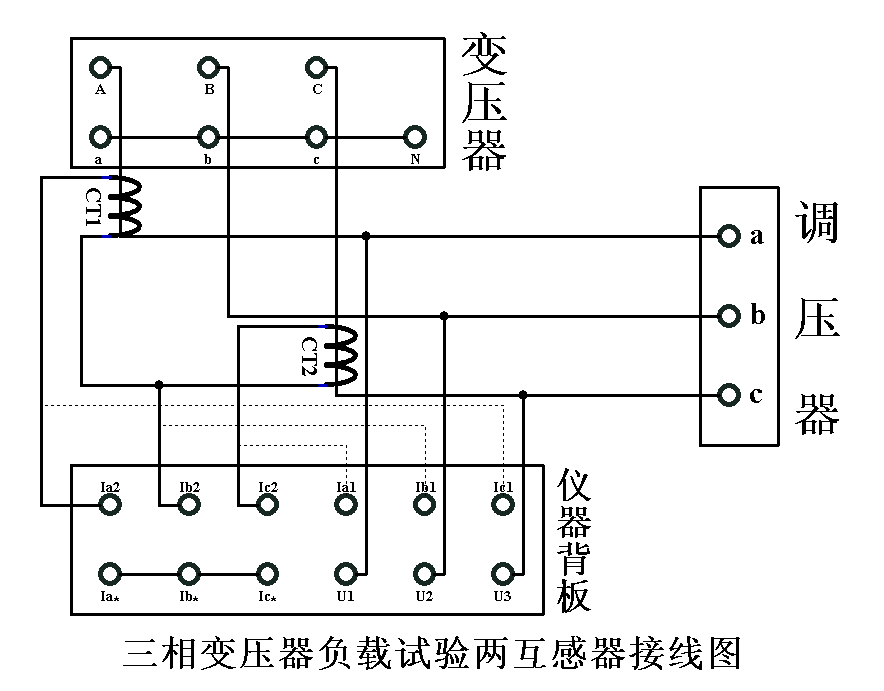 变压器
A B C
a b c N
CT1
调压器
a
b
c
CT2
Ia2 Ib2 Ic2 Ia1 Ib1 Ic1
Ia* Ib* Ic* U1 U2 U3
仪器背板
三相变压器负载试验两互感器接线图